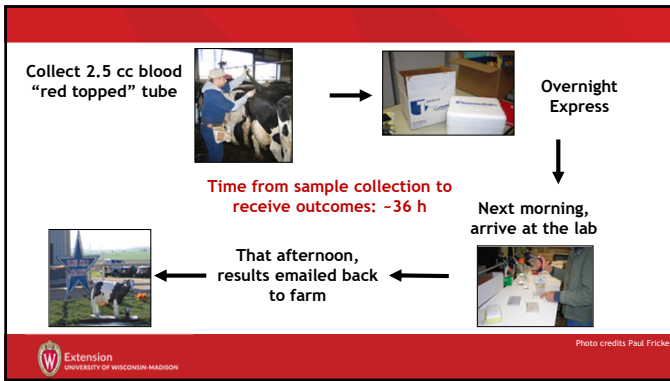 Collect 2.5 cc blood
“red topped” tube
Overnight
Express
Time from sample collection to
receive outcomes: ~36 h
Next morning,
arrive at the lab
That afternoon,
results emailed back
to farm
Photo credits Paul Fricke
W
Extension
UNIVERSITY OF WISCONSIN-MADISON